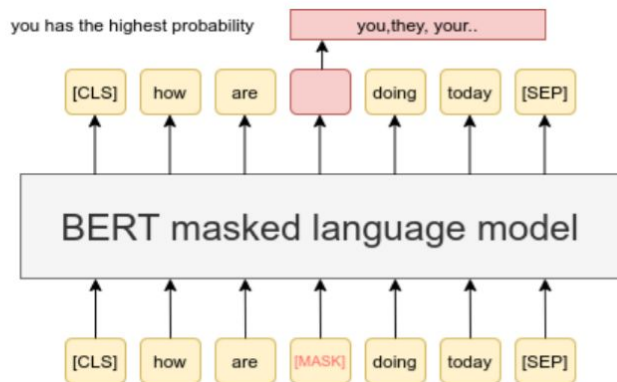 you has the highest probability you,they, your..
[CLS] how are doing today [SEP]
BERT masked language model
[CLS] how are [MASK] doing today [SEP]